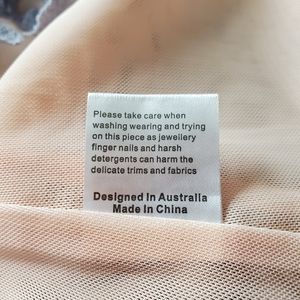 Please take care when
washing wearing and trying
on this piece as jewellery
finger nails and harsh
detergents can harm the
delicate trims and fabrics
Designed In Australia
Made In China